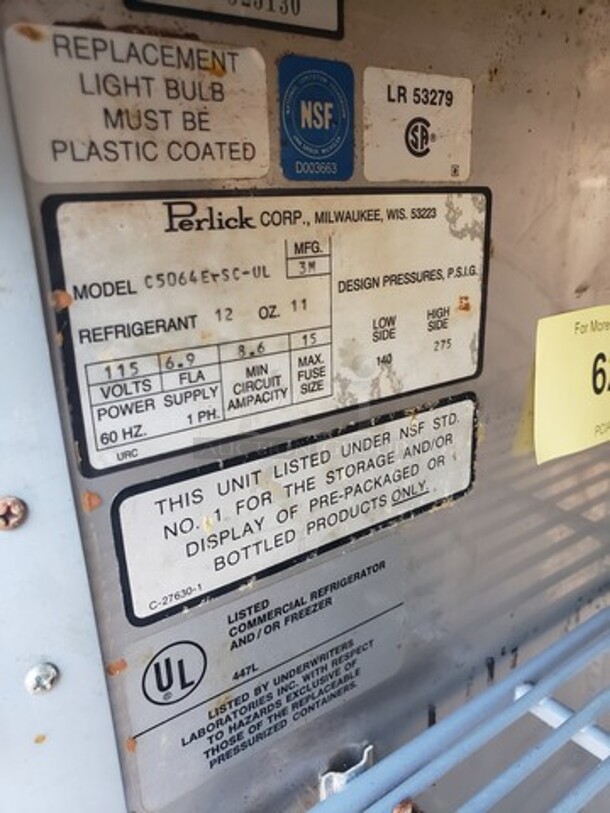 REPLACEMENT
LIGHT BULB
MUST BE
PLASTIC COATED
NSF
D003663
LR 53279
SA
Perlick CORP., MILWAUKEE, WIS. 53223
MODEL C5064E-SC-UL
MFG.
3M
REFRIGERANT 12 OZ. 11
DESIGN PRESSURES, P.S.I.G.
LOW SIDE
HIGH SIDE
140
275
115 6.9 8.6 15
VOLTS FLA MIN CIRCUIT AMPACITY MAX. FUSE SIZE
POWER SUPPLY
60 HZ. 1 PH.
URC
THIS UNIT LISTED UNDER NSF STD.
NO. 1 FOR THE STORAGE AND/OR
DISPLAY OF PRE-PACKAGED OR
BOTTLED PRODUCTS ONLY.
C-27630-1
UL
LISTED
COMMERCIAL REFRIGERATOR
AND/OR FREEZER
447L
LISTED BY UNDERWRITERS
LABORATORIES INC. WITH RESPECT
TO HAZARDS EXCLUSIVE OF
THOSE OF THE REPLACEABLE
PRESSURIZED CONTAINERS.
For More